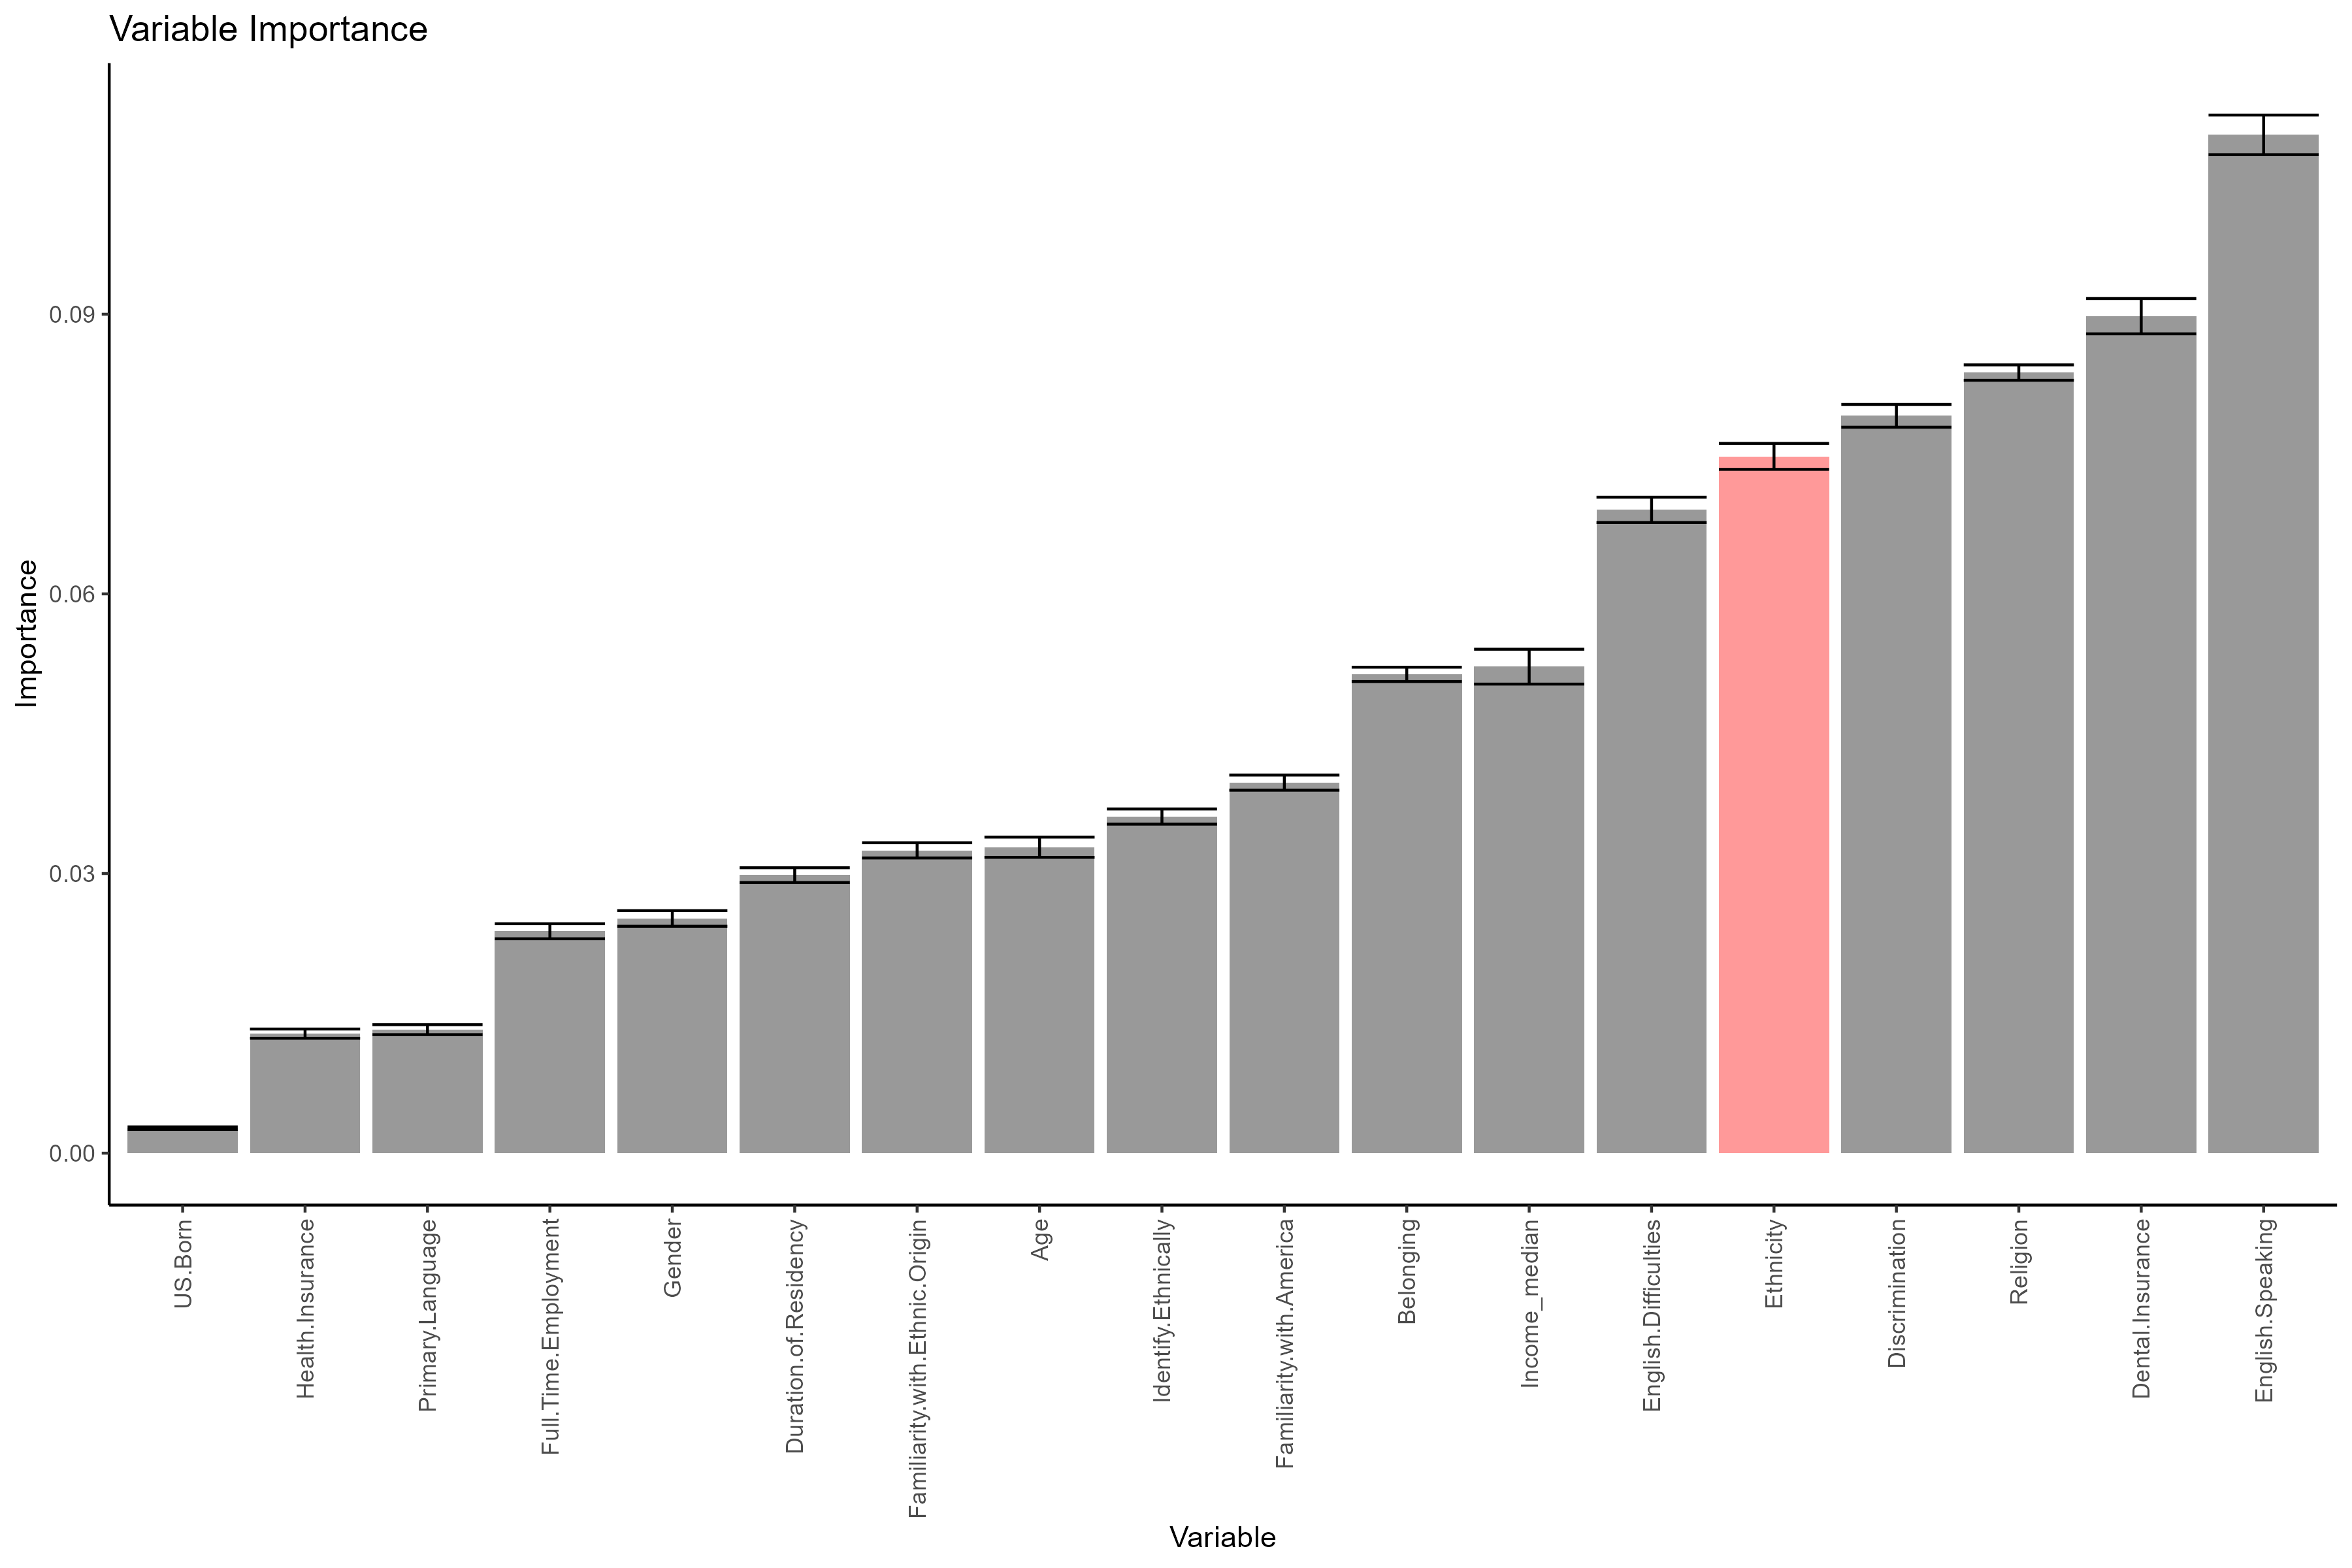 Variable Importance
Importance
0.09
0.06
0.03
0.00
US.Born
Health.Insurance
Primary.Language
Full.Time.Employment
Gender
Duration.of.Residency
Familiarity.with.Ethnic.Origin
Age
Identify.Ethnically
Familiarity.with.America
Belonging
Income_median
English.Difficulties
Ethnicity
Discrimination
Religion
Dental.Insurance
English.Speaking
Variable